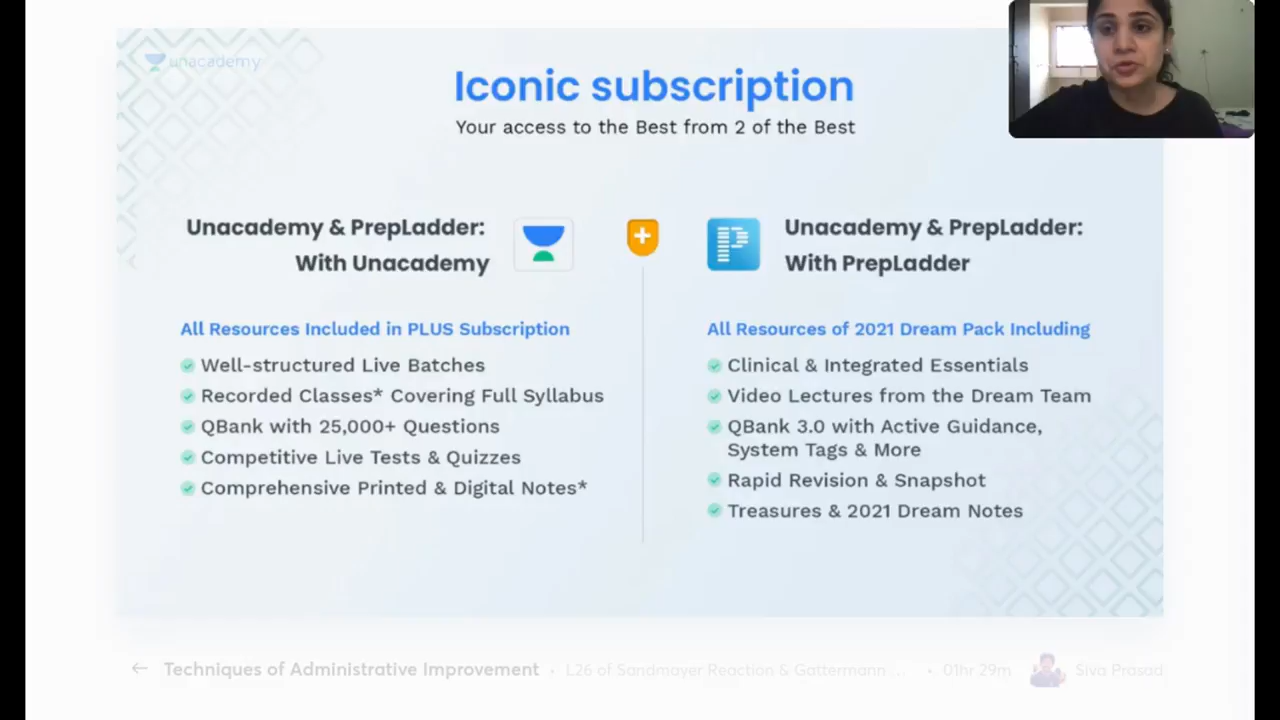 unacademy
Iconic subscription
Your access to the Best from 2 of the Best
Unacademy & PrepLadder:
With Unacademy
Unacademy & PrepLadder:
With PrepLadder
All Resources Included in PLUS Subscription
Well-structured Live Batches
Recorded Classes* Covering Full Syllabus
QBank with 25,000+ Questions
Competitive Live Tests & Quizzes
Comprehensive Printed & Digital Notes*
All Resources of 2021 Dream Pack Including
Clinical & Integrated Essentials
Video Lectures from the Dream Team
QBank 3.0 with Active Guidance,
System Tags & More
Rapid Revision & Snapshot
Treasures & 2021 Dream Notes
Techniques of Administrative Improvement • L26 of Sandmayer Reaction & Gattermann ... • 01hr 29m Siva Prasad